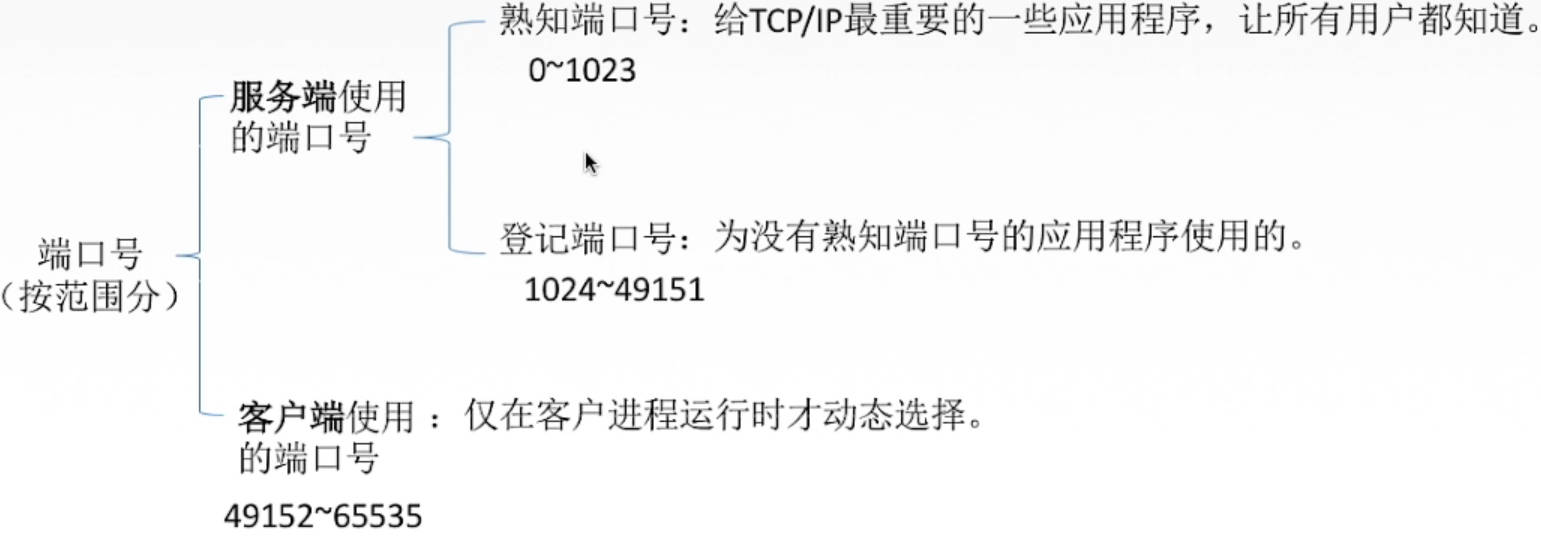 熟知端口号：给TCP/IP最重要的一些应用程序，让所有用户都知道。
0~1023
服务端使用
的端口号
登记端口号：为没有熟知端口号的应用程序使用的。
1024~49151
端口号
（按范围分）
客户端使用：仅在客户进程运行时才动态选择。
的端口号
49152~65535